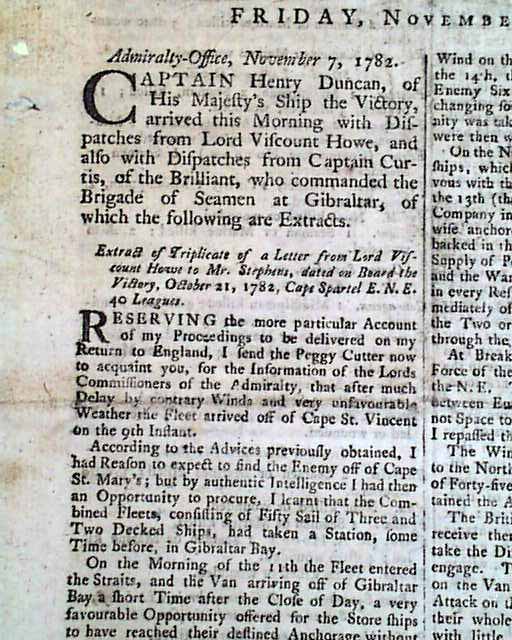 FRIDAY, NOVEMBE
Admiralty-Office, November 7, 1782.
CAPTAIN Henry Duncan, of
His Majeſty's Ship the Victory,
arrived this Morning with Diſ-
patches from Lord Viſcount Howe, and
alſo with Diſpatches from Captain Cur-
tis, of the Brilliant, who commanded the
Brigade of Seamen at Gibraltar, of
which the following are Extracts.
Extract of Triplicate of a Letter from Lord Viſ-
count Howe to Mr. Stephens, dated on Board the
Victory, October 21, 1782, Cape Spartel E. N. E.
40 Leagues.
RESERVING the more particular Account
of my Proceedings to be delivered on my
Return to England, I ſend the Peggy Cutter now
to acquaint you, for the Information of the Lords
Commiſſioners of the Admiralty, that after much
Delay by contrary Winds and very unfavourable
Weather the Fleet arrived off of Cape St. Vincent
on the 9th Inſtant.
According to the Advices previouſly obtained, I
had Reaſon to expect to find the Enemy off of Cape
St. Mary's; but by authentic Intelligence I had then
an Opportunity to procure, I learnt that the Com-
bined Fleets, conſiſting of Fifty Sail of Three and
Two Decked Ships, had taken a Station, ſome
Time before, in Gibraltar Bay.
On the Morning of the 11th the Fleet entered
the Straits, and the Van arriving off of Gibraltar
Bay a ſhort Time after the Cloſe of Day, a very
favourable Opportunity offered for the Store ſhips
to have reached their deſtined Anchorage without
Wind on th
the 14th, th
Enemy Six
changing ſo
nity was tak
were then w
On the N
ſhips, which
vous with th
the 13th (tha
Company in
wiſe anchor
barked in th
Supply of P
and the War
in every Reſ
mediately of
the Two or
through the
At Break
Force of the
the N. E. T
between Eu
not Space to
I repaſſed th
The Win
to the North
of Forty-five
tained the A
The Briti
receive the
take the Di
engage. T
on the Van
Attack on t
their whole
with little